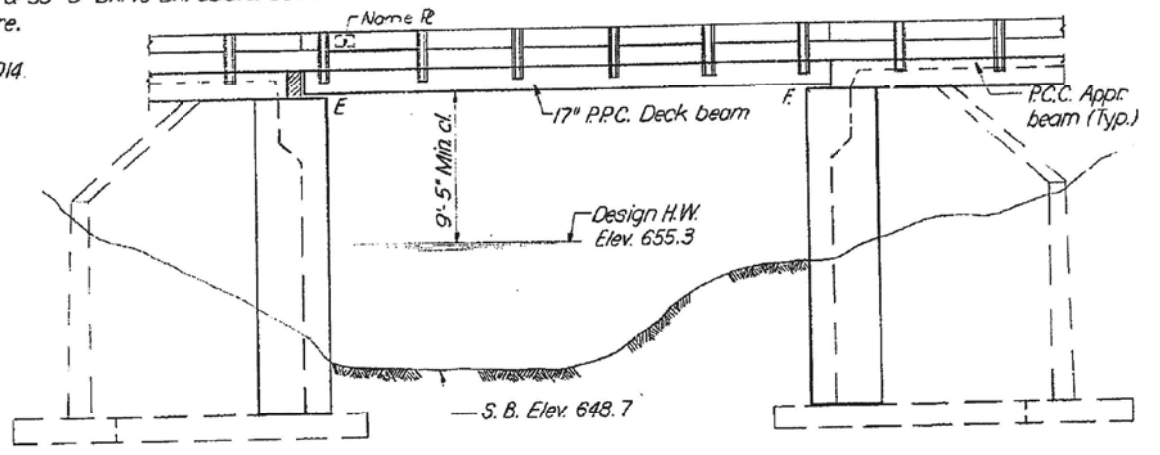 re.
014.
Name PL
E
F.
17" P.P.C. Deck beam
P.C.C. Appr.
beam (Typ.)
9'-5" Min. cl.
Design H.W.
Elev. 655.3
S.B. Elev. 648.7